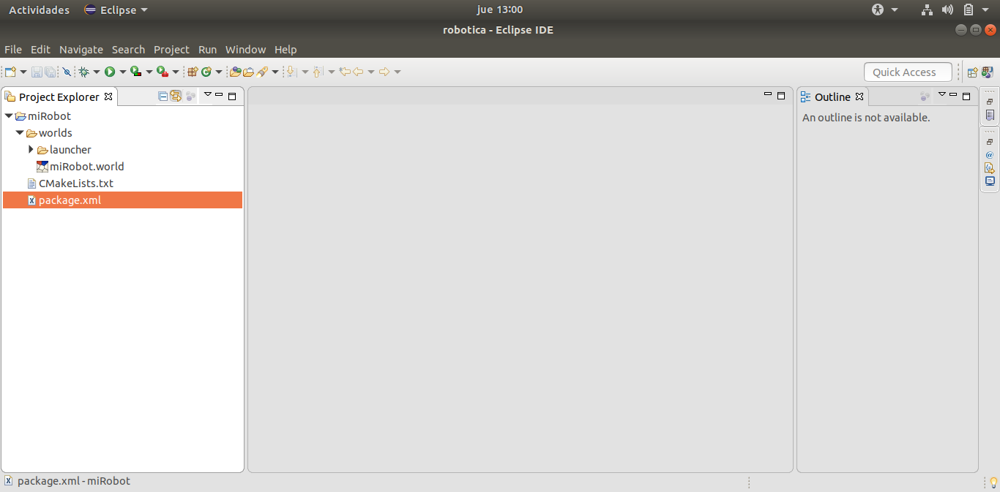 Actividades Eclipse jue 13:00
robotica - Eclipse IDE
File Edit Navigate Search Project Run Window Help
Quick Access
Project Explorer
miRobot
worlds
launcher
miRobot.world
CMakeLists.txt
package.xml
Outline
An outline is not available.
package.xml - miRobot